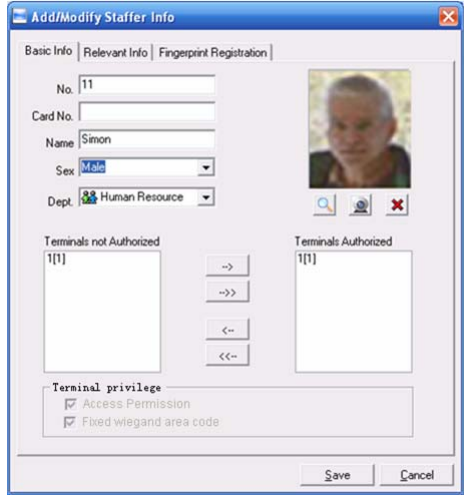 Add/Modify Staffer Info
Basic Info Relevant Info Fingerprint Registration
No. 11
Card No.
Name Simon
Sex Male
Dept. Human Resource
Terminals not Authorized Terminals Authorized
1[1] --> 1[1]
-->>
<--
<<--
Terminal privilege
Access Permission
Fixed wiegand area code
Save Cancel